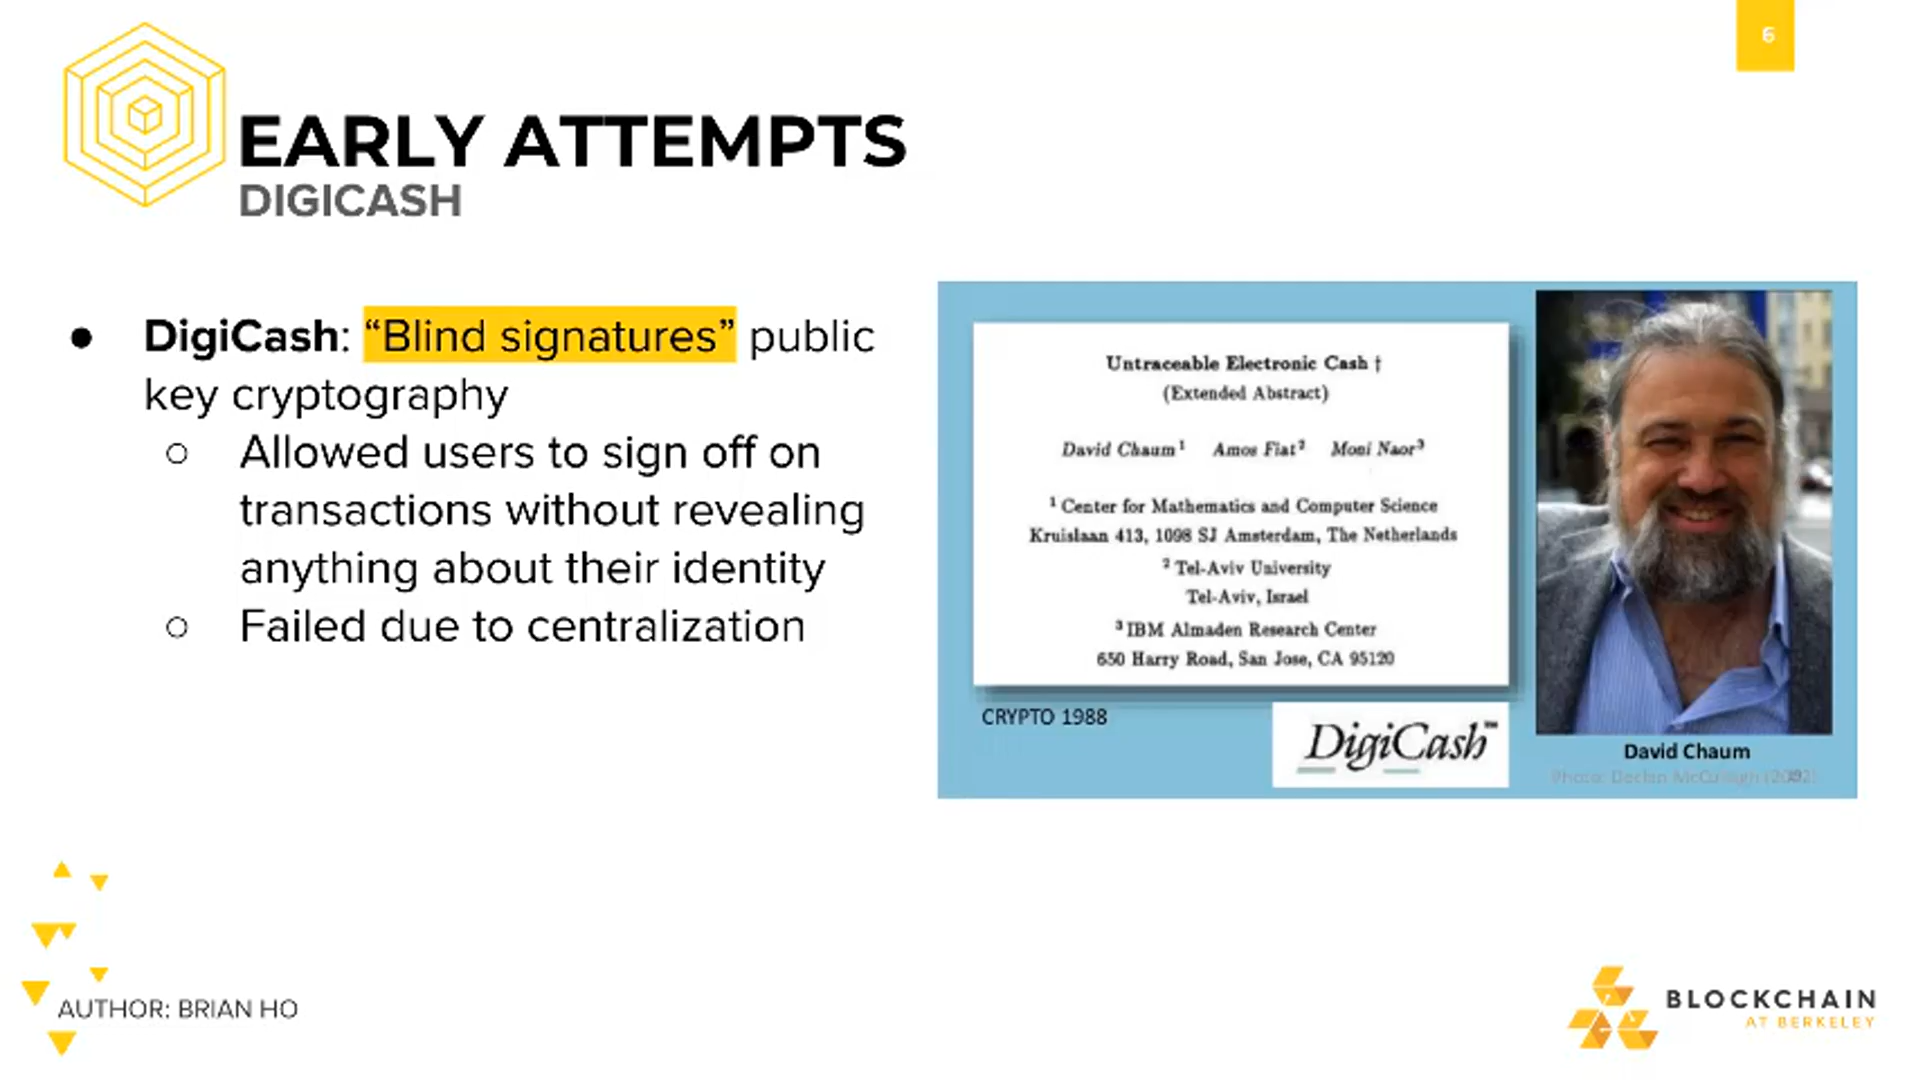 6
EARLY ATTEMPTS
DIGICASH
● DigiCash: “Blind signatures” public
key cryptography
○ Allowed users to sign off on
transactions without revealing
anything about their identity
○ Failed due to centralization
Untraceable Electronic Cash †
(Extended Abstract)
David Chaum¹ Amos Fiat² Moni Naor³
¹ Center for Mathematics and Computer Science
Kruislaan 413, 1098 SJ Amsterdam, The Netherlands
² Tel-Aviv University
Tel-Aviv, Israel
³ IBM Almaden Research Center
650 Harry Road, San Jose, CA 95120
CRYPTO 1988
DigiCash™
David Chaum
Photo: Declan McCullagh
AUTHOR: BRIAN HO
BLOCKCHAIN
AT BERKELEY